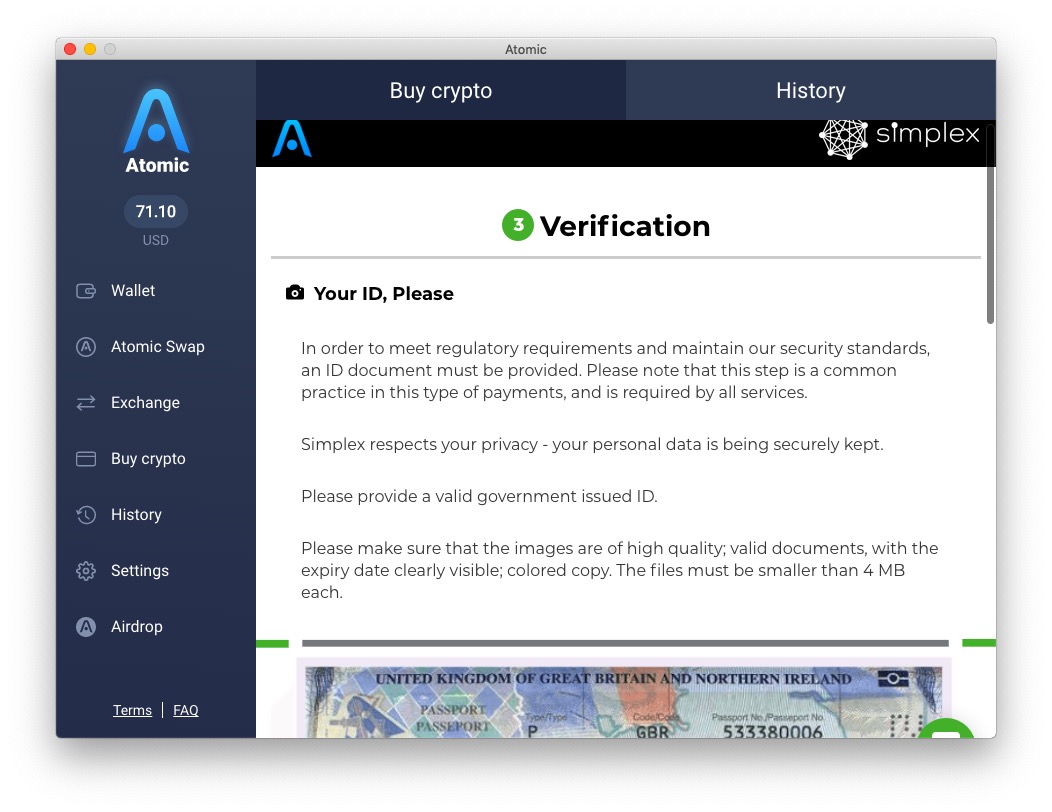 Atomic
Buy crypto
History
Atomic
simplex
71.10
USD
Wallet
Atomic Swap
Exchange
Buy crypto
History
Settings
Airdrop
Terms | FAQ
3 Verification
Your ID, Please
In order to meet regulatory requirements and maintain our security standards,
an ID document must be provided. Please note that this step is a common
practice in this type of payments, and is required by all services.
Simplex respects your privacy - your personal data is being securely kept.
Please provide a valid government issued ID.
Please make sure that the images are of high quality; valid documents, with the
expiry date clearly visible; colored copy. The files must be smaller than 4 MB
each.
UNITED KINGDOM OF GREAT BRITAIN AND NORTHERN IRELAND
PASSPORT
PASSEPORT
Type/Type
Code/Code
Passport No./Passeport No.
P
GBR
533380006